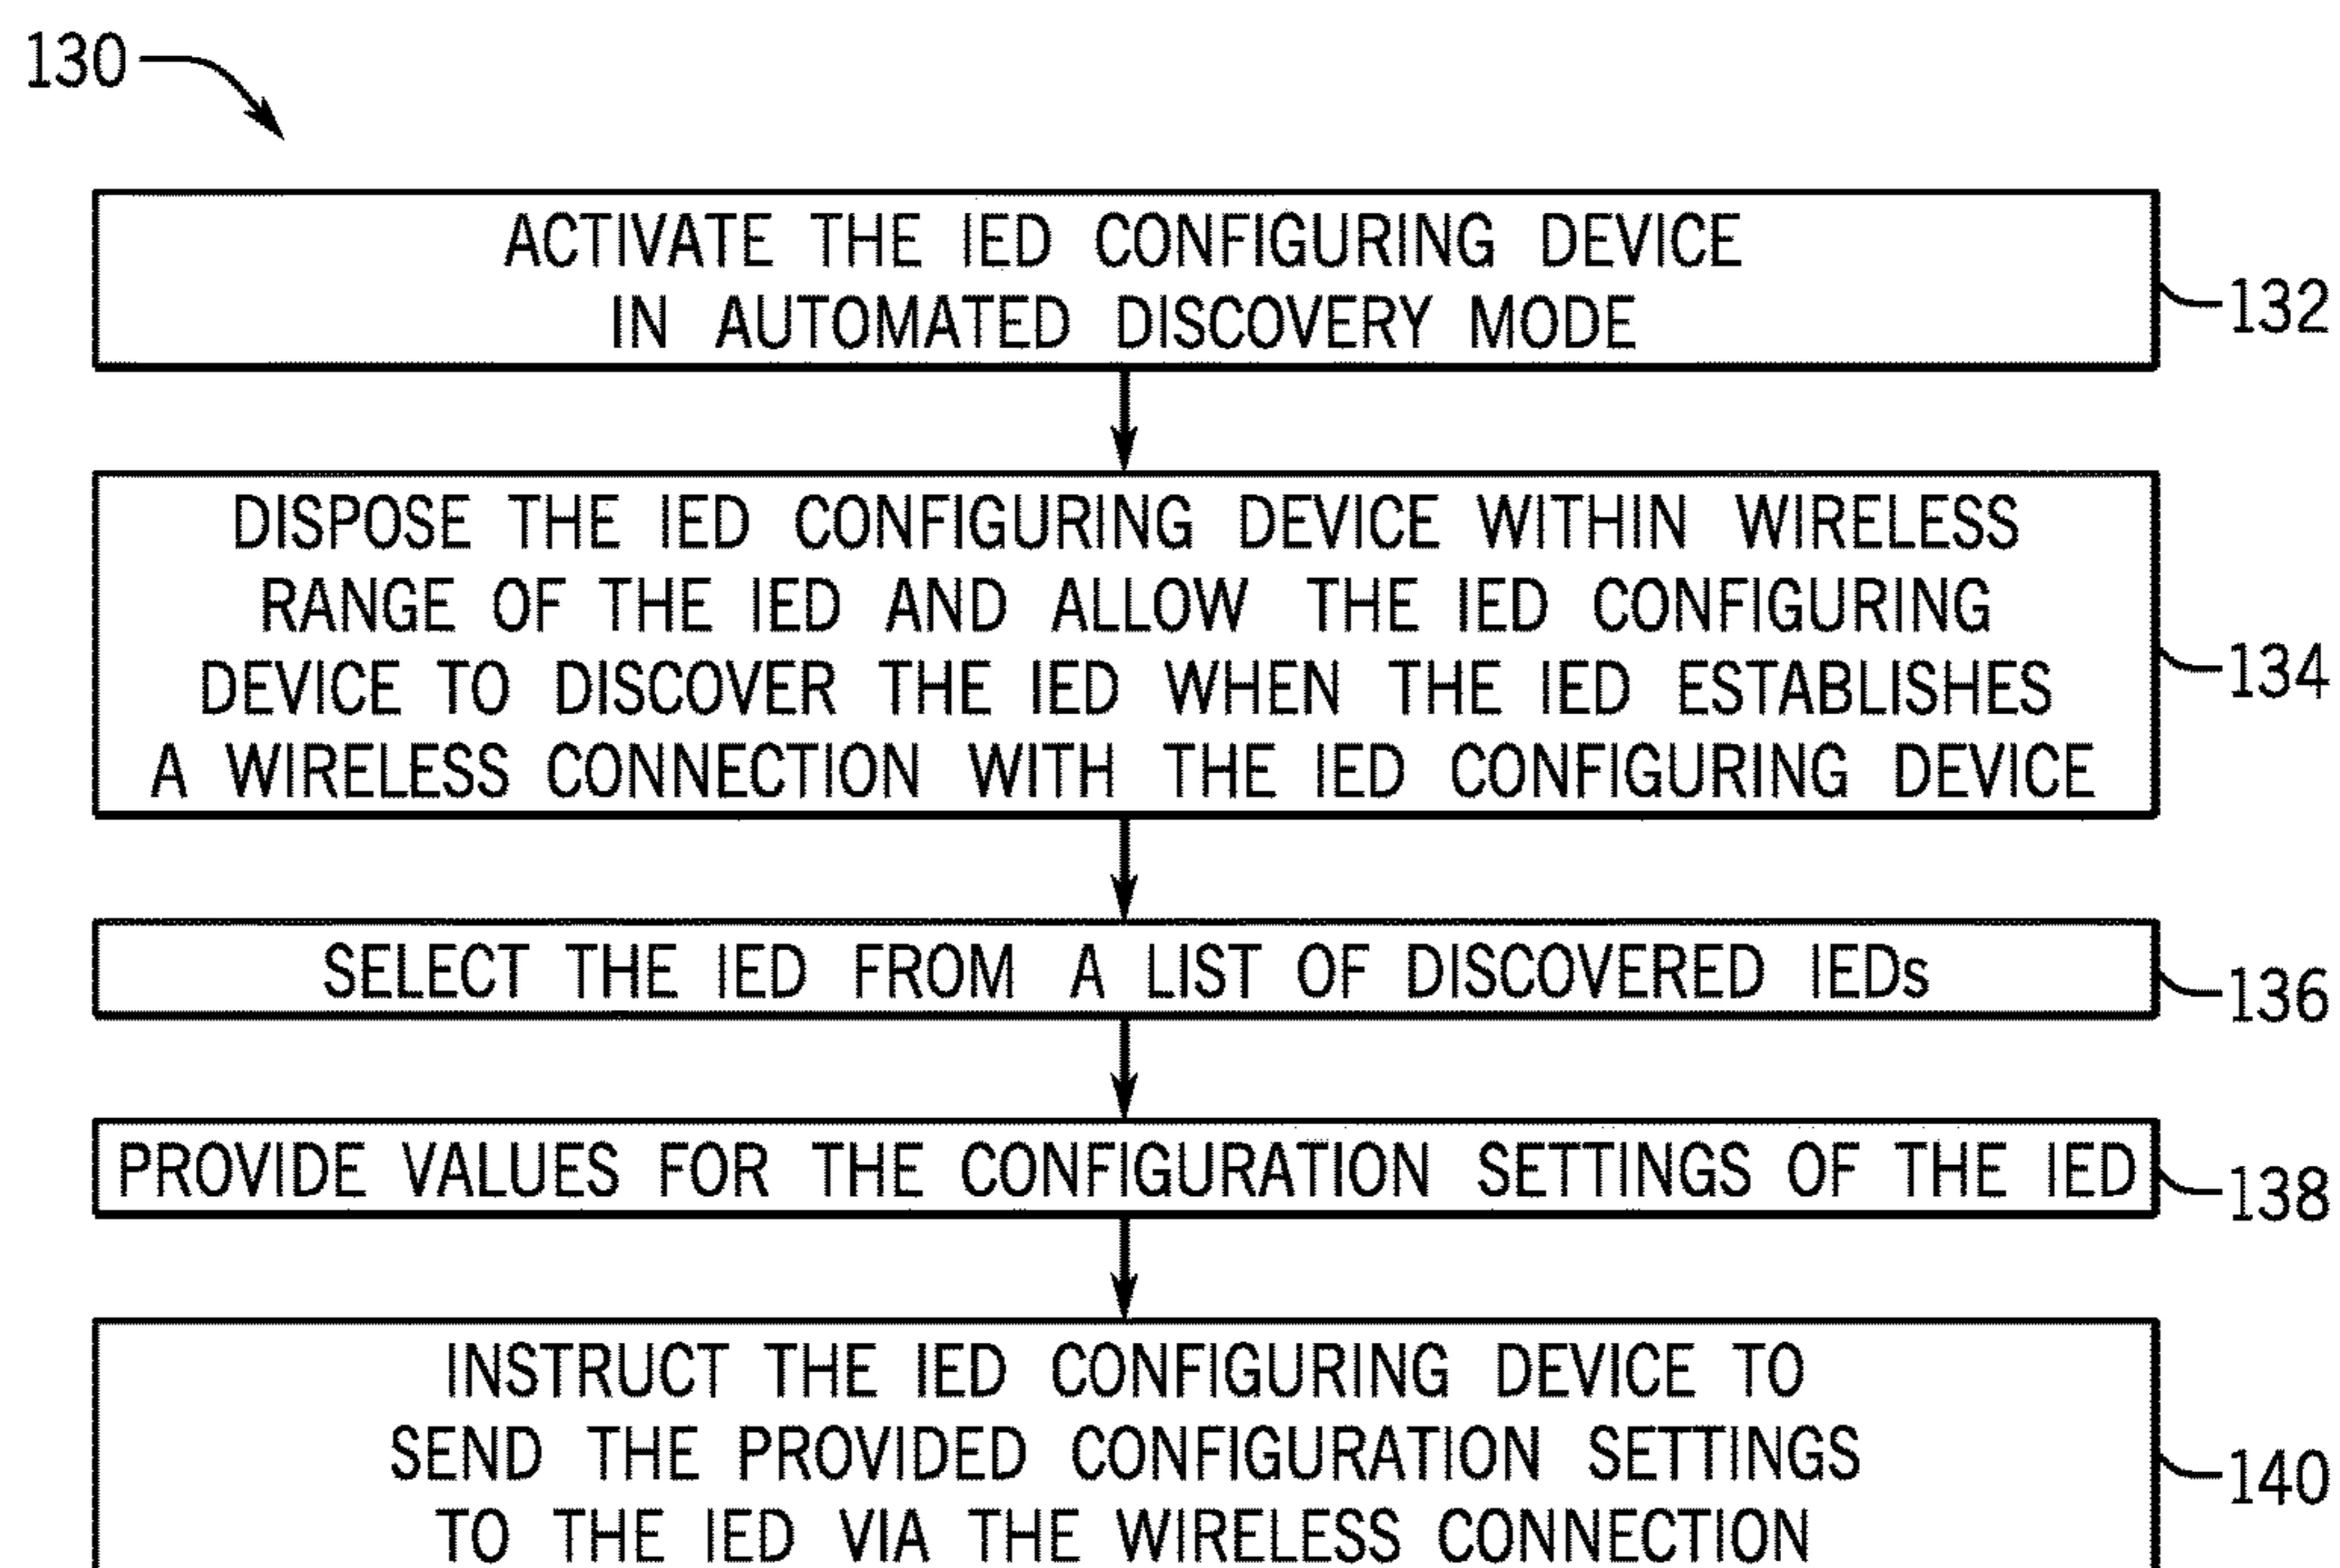 130
ACTIVATE THE IED CONFIGURING DEVICE
IN AUTOMATED DISCOVERY MODE
132
DISPOSE THE IED CONFIGURING DEVICE WITHIN WIRELESS
RANGE OF THE IED AND ALLOW THE IED CONFIGURING
DEVICE TO DISCOVER THE IED WHEN THE IED ESTABLISHES
A WIRELESS CONNECTION WITH THE IED CONFIGURING DEVICE
134
SELECT THE IED FROM A LIST OF DISCOVERED IEDs
136
PROVIDE VALUES FOR THE CONFIGURATION SETTINGS OF THE IED
138
INSTRUCT THE IED CONFIGURING DEVICE TO
SEND THE PROVIDED CONFIGURATION SETTINGS
TO THE IED VIA THE WIRELESS CONNECTION
140